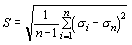 S = √( 1/(n−1) ∑_{i=1}^{n} (σ_i − σ_n)² )